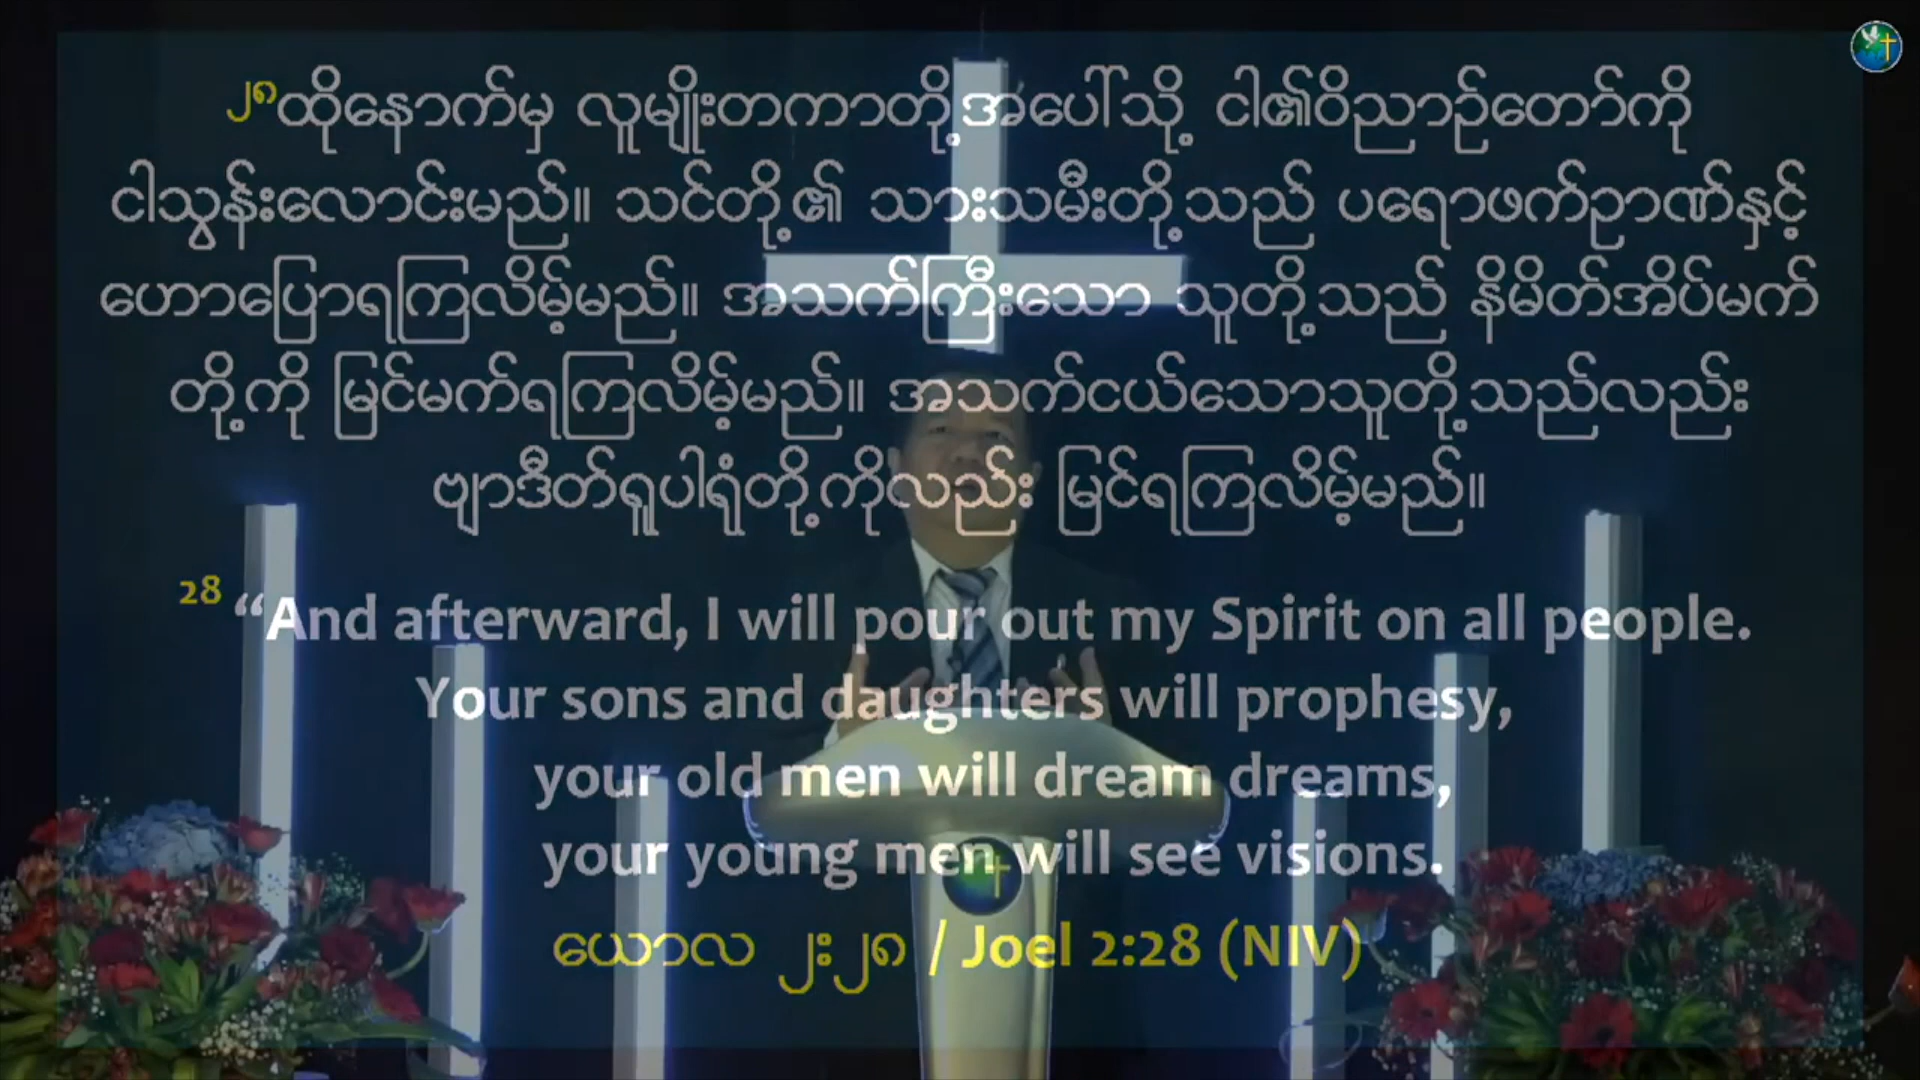 ၂၈ထိုနောက်မှ လူမျိုးတကာတို့အပေါ်သို့ ငါ၏ဝိညာဉ်တော်ကို
ငါသွန်းလောင်းမည်။ သင်တို့၏ သားသမီးတို့သည် ပရောဖက်ဉာဏ်နှင့်
ဟောပြောရကြလိမ့်မည်။ အသက်ကြီးသော သူတို့သည် နိမိတ်အိပ်မက်
တို့ကို မြင်မက်ရကြလိမ့်မည်။ အသက်ငယ်သောသူတို့သည်လည်း
ဗျာဒီတ်ရူပါရုံတို့ကိုလည်း မြင်ရကြလိမ့်မည်။
28 “And afterward, I will pour out my Spirit on all people.
Your sons and daughters will prophesy,
your old men will dream dreams,
your young men will see visions.
ယောလ ၂း၂၈ / Joel 2:28 (NIV)